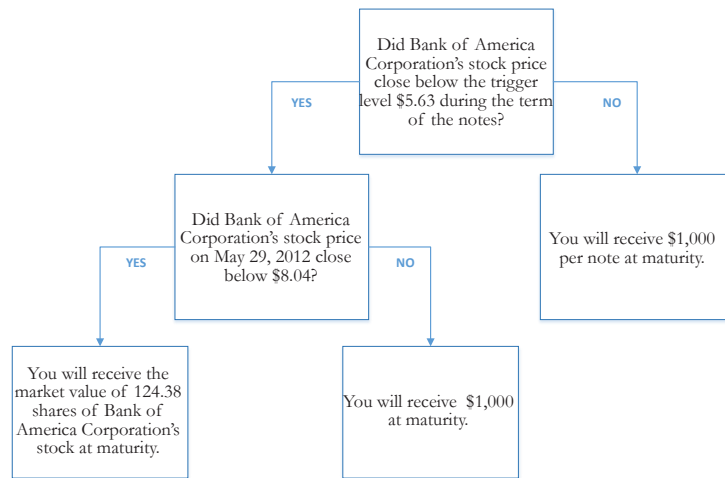 Did Bank of America
Corporation's stock price
close below the trigger
level $5.63 during the term
of the notes?
YES
NO
Did Bank of America
Corporation's stock price
on May 29, 2012 close
below $8.04?
You will receive $1,000
per note at maturity.
YES
NO
You will receive the
market value of 124.38
shares of Bank of
America Corporation's
stock at maturity.
You will receive $1,000
at maturity.